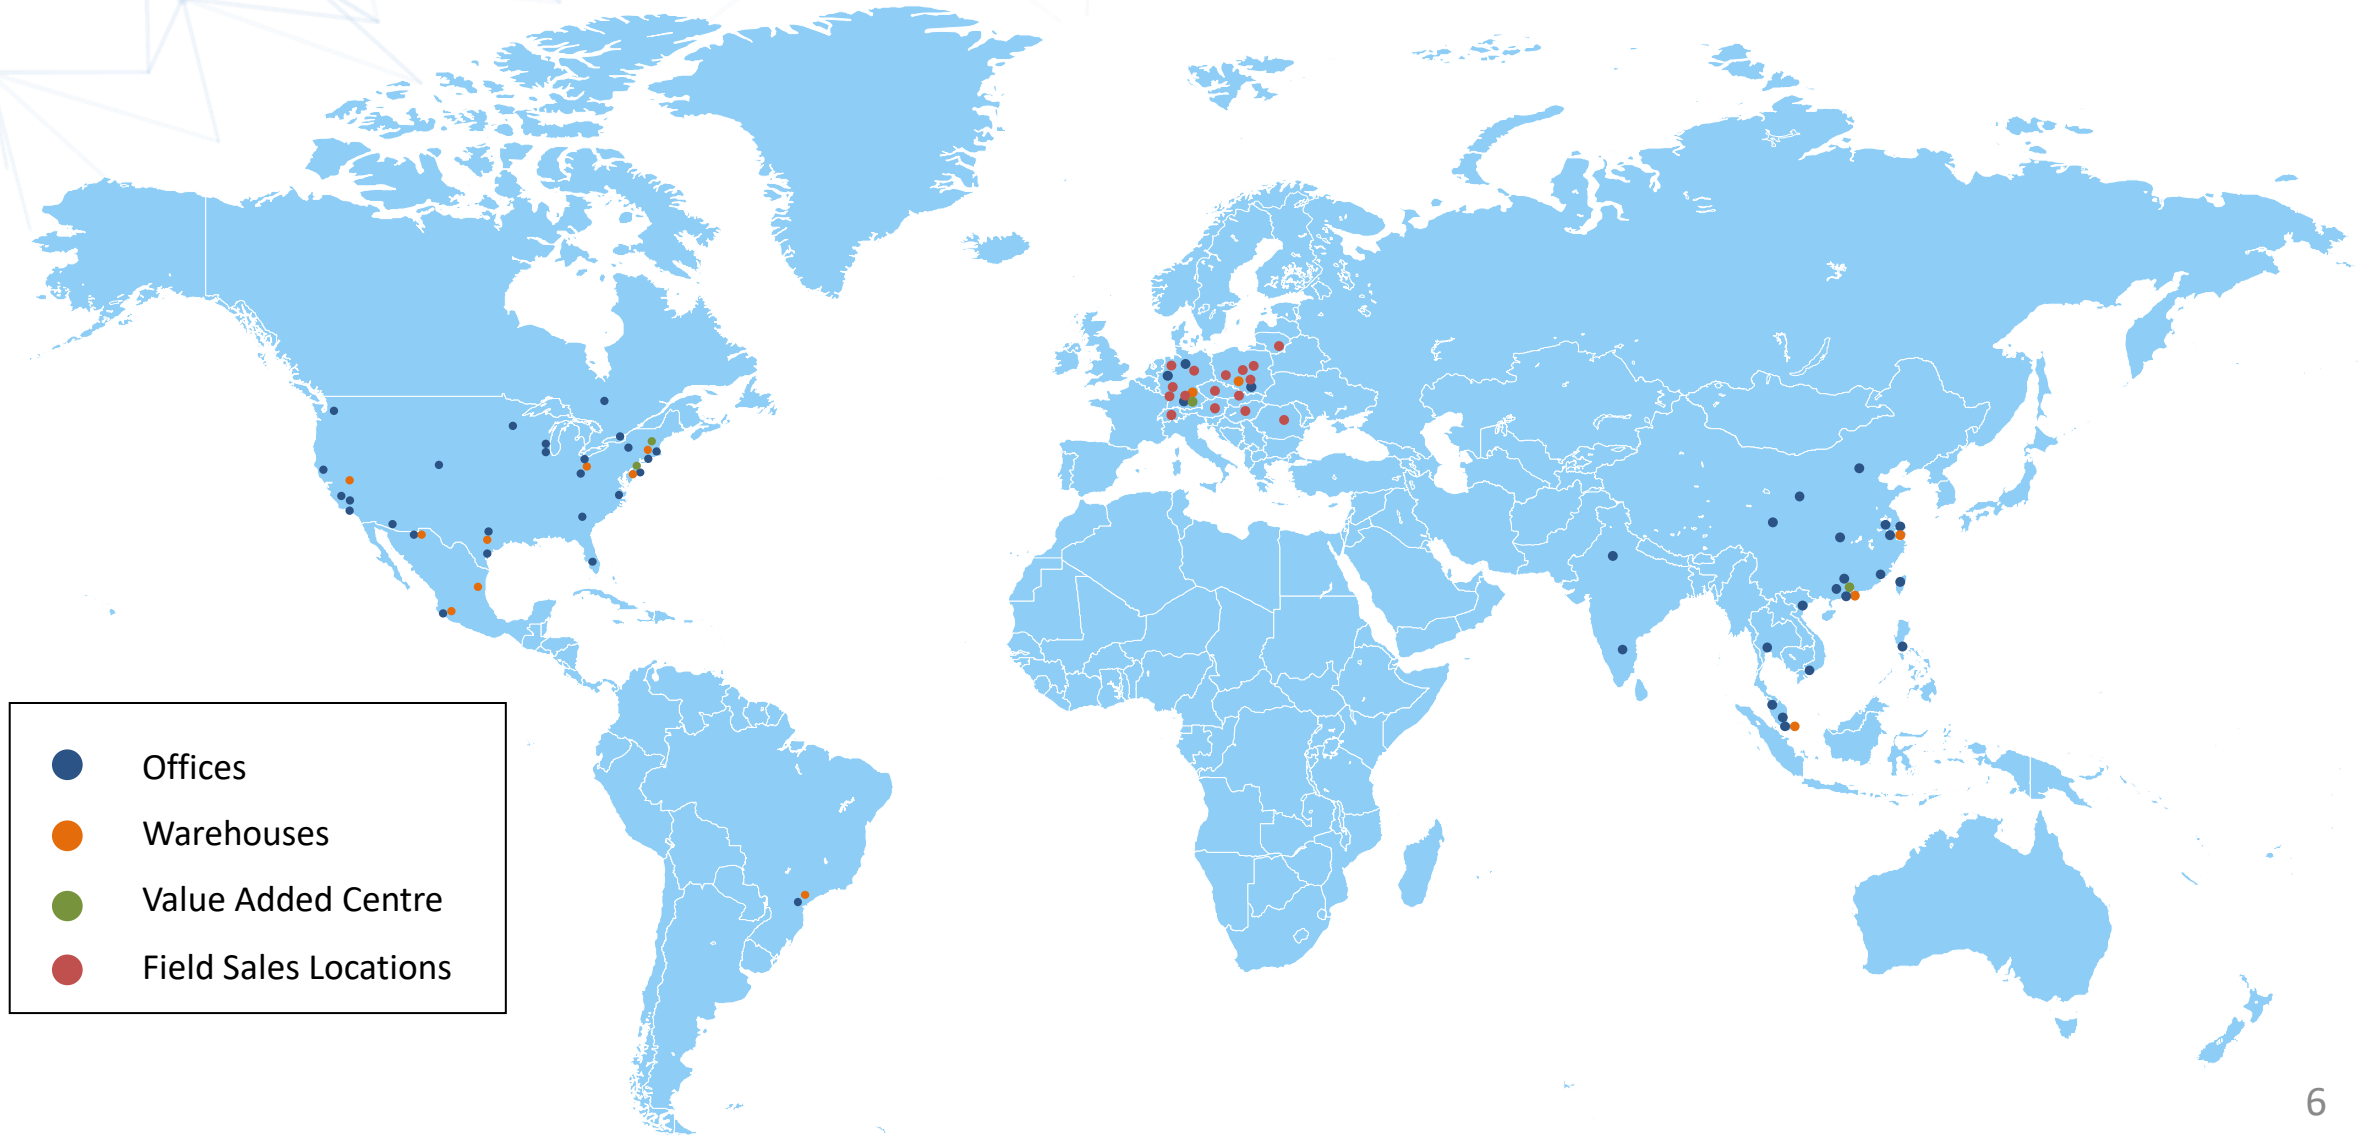 Offices
Warehouses
Value Added Centre
Field Sales Locations
6